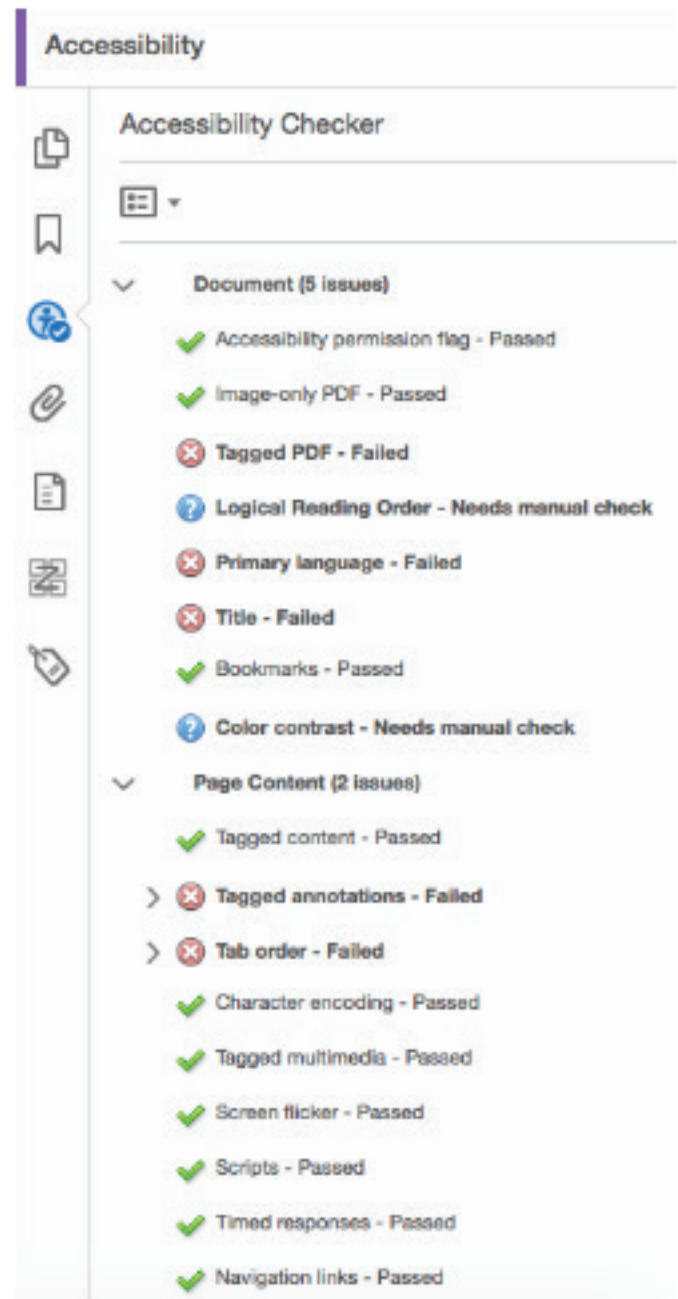 Accessibility
Accessibility Checker
Document (5 issues)
Accessibility permission flag - Passed
Image-only PDF - Passed
Tagged PDF - Failed
Logical Reading Order - Needs manual check
Primary language - Failed
Title - Failed
Bookmarks - Passed
Color contrast - Needs manual check
Page Content (2 issues)
Tagged content - Passed
Tagged annotations - Failed
Tab order - Failed
Character encoding - Passed
Tagged multimedia - Passed
Screen flicker - Passed
Scripts - Passed
Timed responses - Passed
Navigation links - Passed